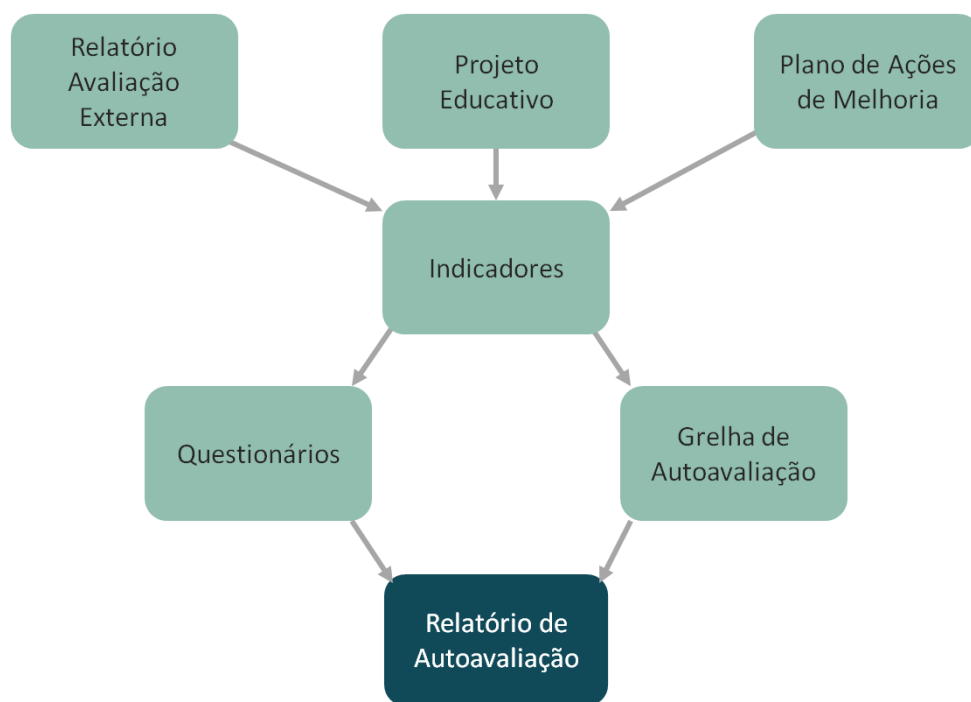 Relatório
Avaliação
Externa
Projeto
Educativo
Plano de Ações
de Melhoria
Indicadores
Questionários
Grelha de
Autoavaliação
Relatório de
Autoavaliação